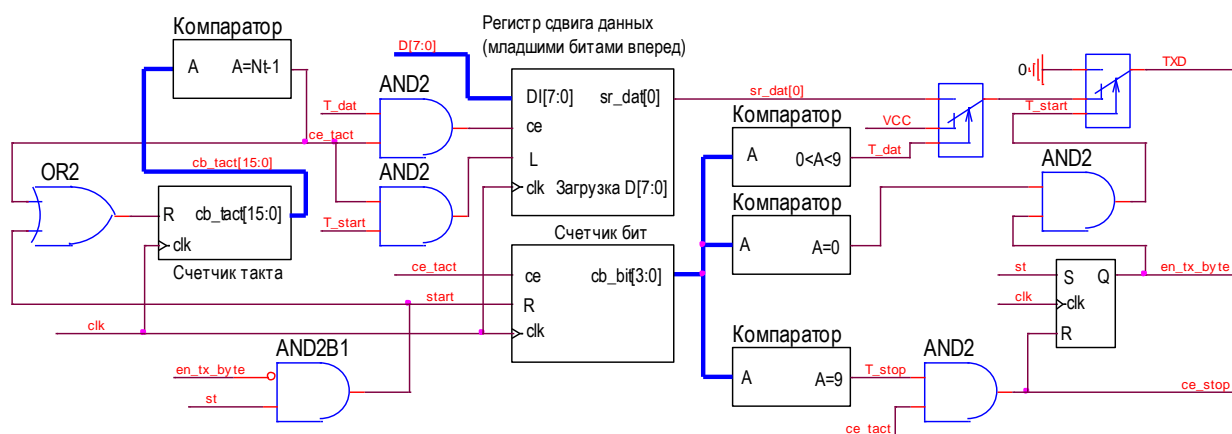 Компаратор
A A=Nt-1
Регистр сдвига данных
(младшими битами вперед)
D[7:0]
DI[7:0] sr_dat[0]
ce
L
clk Загрузка D[7:0]
AND2
T_dat
ce_tact
AND2
T_start
cb_tact[15:0]
OR2
R cb_tact[15:0]
clk
Счетчик такта
sr_dat[0]
VCC
0
TXD
T_start
Компаратор
A 0<A<9
T_dat
Компаратор
A A=0
AND2
Счетчик бит
ce_tact
ce cb_bit[3:0]
start
R
clk
clk
st
S Q
en_tx_byte
clk
clk
R
AND2B1
en_tx_byte
st
Компаратор
A A=9
T_stop
AND2
ce_tact
ce_stop